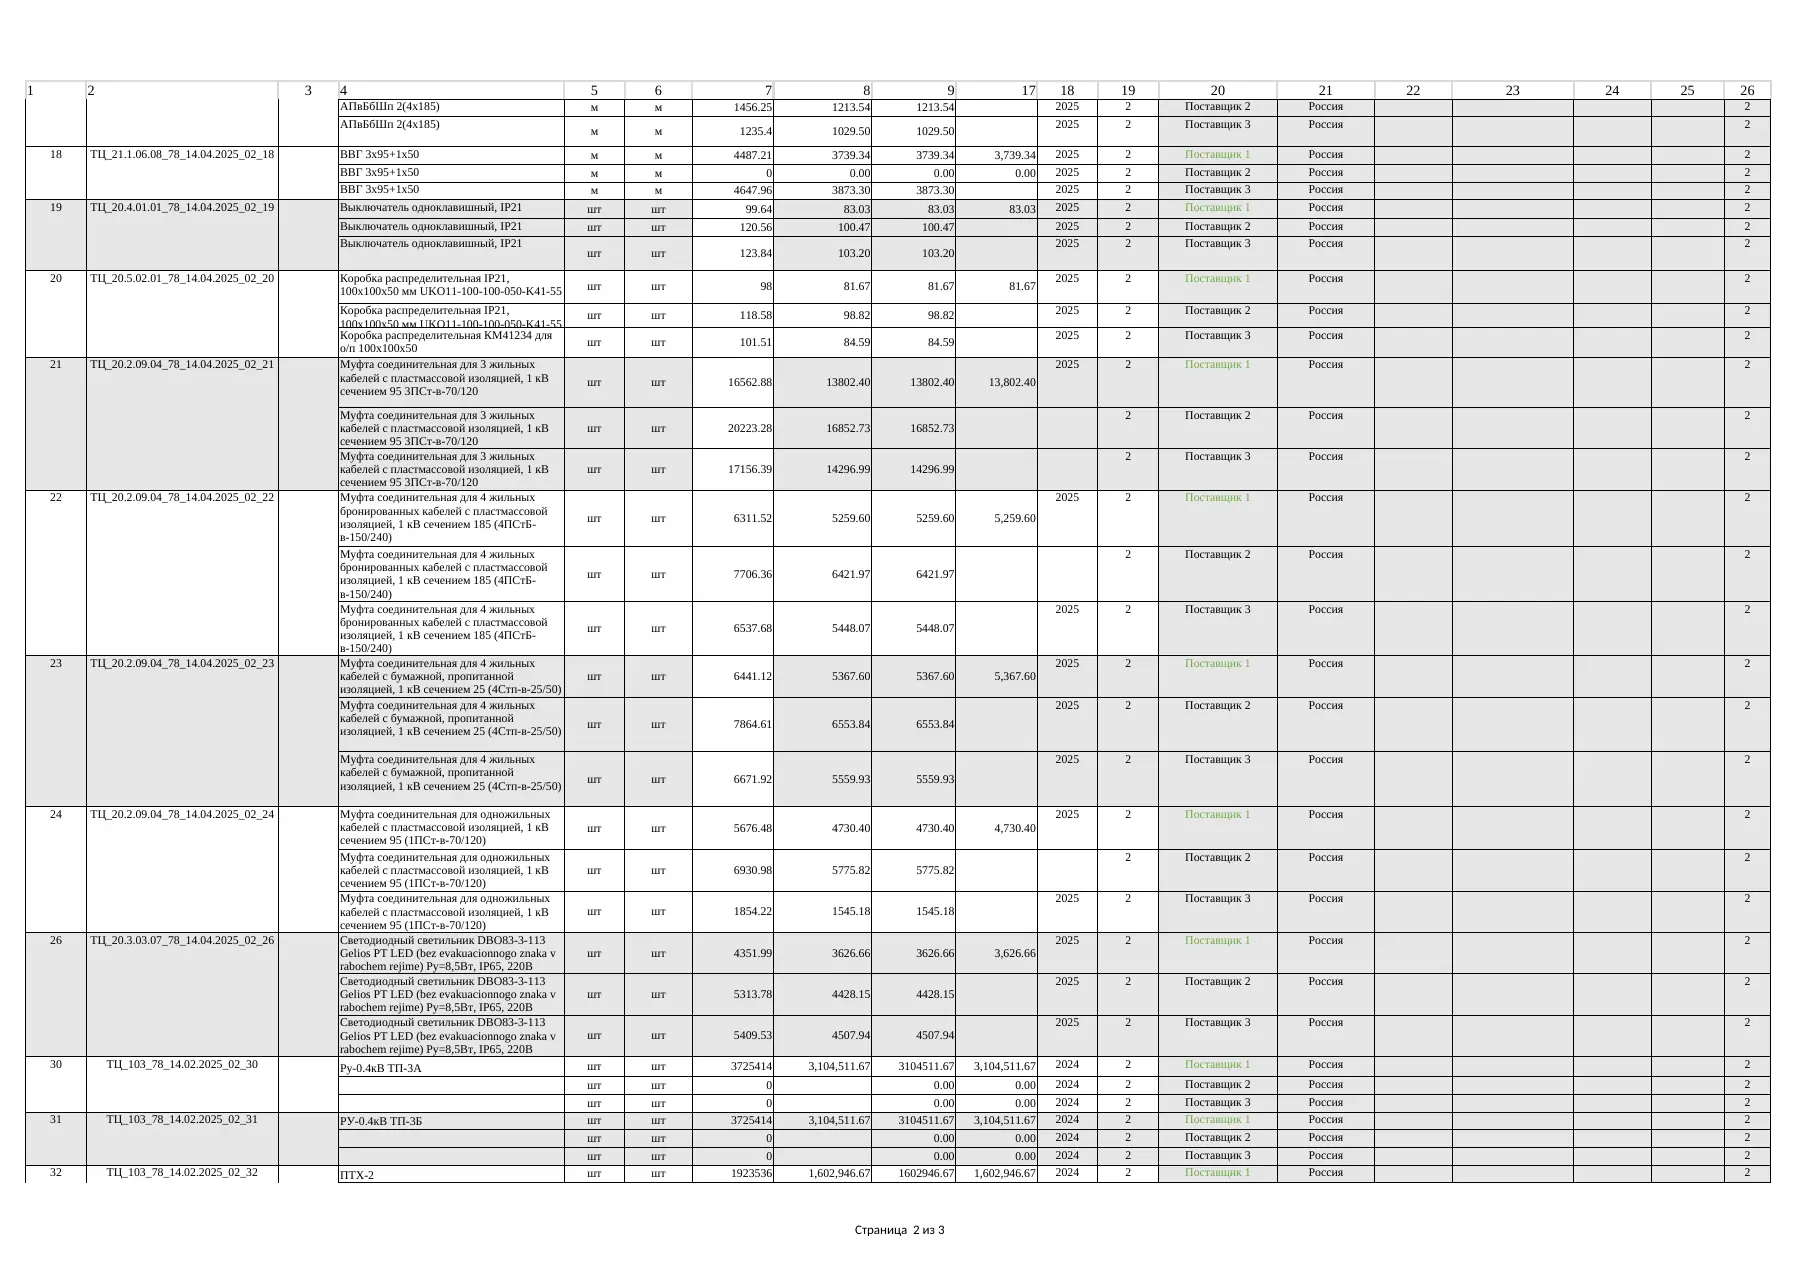 1 2 3 4 5 6 7 8 9 17 18 19 20 21 22 23 24 25 26
АПвБбШп 2(4х185) м м 1456.25 1213.54 1213.54 2025 2 Поставщик 2 Россия 2
АПвБбШп 2(4х185) м м 1235.4 1029.50 1029.50 2025 2 Поставщик 3 Россия 2
18 ТЦ_21.1.06.08_78_14.04.2025_02_18 ВВГ 3х95+1х50 м м 4487.21 3739.34 3739.34 3,739.34 2025 2 Поставщик 1 Россия 2
ВВГ 3х95+1х50 м м 0 0.00 0.00 0.00 2025 2 Поставщик 2 Россия 2
ВВГ 3х95+1х50 м м 4647.96 3873.30 3873.30 2025 2 Поставщик 3 Россия 2
19 ТЦ_20.4.01.01_78_14.04.2025_02_19 Выключатель одноклавишный, IP21 шт шт 99.64 83.03 83.03 83.03 2025 2 Поставщик 1 Россия 2
Выключатель одноклавишный, IP21 шт шт 120.56 100.47 100.47 2025 2 Поставщик 2 Россия 2
Выключатель одноклавишный, IP21 шт шт 123.84 103.20 103.20 2025 2 Поставщик 3 Россия 2
20 ТЦ_20.5.02.01_78_14.04.2025_02_20 Коробка распределительная IP21,
100х100х50 мм UKO11-100-100-050-K41-55 шт шт 98 81.67 81.67 81.67 2025 2 Поставщик 1 Россия 2
Коробка распределительная IP21,
100х100х50 мм UKO11-100-100-050-K41-55 шт шт 118.58 98.82 98.82 2025 2 Поставщик 2 Россия 2
Коробка распределительная КМ41234 для
о/п 100х100х50 шт шт 101.51 84.59 84.59 2025 2 Поставщик 3 Россия 2
21 ТЦ_20.2.09.04_78_14.04.2025_02_21 Муфта соединительная для 3 жильных
кабелей с пластмассовой изоляцией, 1 кВ
сечением 95 3ПСт-в-70/120 шт шт 16562.88 13802.40 13802.40 13,802.40 2025 2 Поставщик 1 Россия 2
Муфта соединительная для 3 жильных
кабелей с пластмассовой изоляцией, 1 кВ
сечением 95 3ПСт-в-70/120 шт шт 20223.28 16852.73 16852.73 2 Поставщик 2 Россия 2
Муфта соединительная для 3 жильных
кабелей с пластмассовой изоляцией, 1 кВ
сечением 95 3ПСт-в-70/120 шт шт 17156.39 14296.99 14296.99 2 Поставщик 3 Россия 2
22 ТЦ_20.2.09.04_78_14.04.2025_02_22 Муфта соединительная для 4 жильных
бронированных кабелей с пластмассовой
изоляцией, 1 кВ сечением 185 (4ПСтБ-
в-150/240) шт шт 6311.52 5259.60 5259.60 5,259.60 2025 2 Поставщик 1 Россия 2
Муфта соединительная для 4 жильных
бронированных кабелей с пластмассовой
изоляцией, 1 кВ сечением 185 (4ПСтБ-
в-150/240) шт шт 7706.36 6421.97 6421.97 2 Поставщик 2 Россия 2
Муфта соединительная для 4 жильных
бронированных кабелей с пластмассовой
изоляцией, 1 кВ сечением 185 (4ПСтБ-
в-150/240) шт шт 6537.68 5448.07 5448.07 2025 2 Поставщик 3 Россия 2
23 ТЦ_20.2.09.04_78_14.04.2025_02_23 Муфта соединительная для 4 жильных
кабелей с бумажной, пропитанной
изоляцией, 1 кВ сечением 25 (4Стп-в-25/50) шт шт 6441.12 5367.60 5367.60 5,367.60 2025 2 Поставщик 1 Россия 2
Муфта соединительная для 4 жильных
кабелей с бумажной, пропитанной
изоляцией, 1 кВ сечением 25 (4Стп-в-25/50) шт шт 7864.61 6553.84 6553.84 2025 2 Поставщик 2 Россия 2
Муфта соединительная для 4 жильных
кабелей с бумажной, пропитанной
изоляцией, 1 кВ сечением 25 (4Стп-в-25/50) шт шт 6671.92 5559.93 5559.93 2025 2 Поставщик 3 Россия 2
24 ТЦ_20.2.09.04_78_14.04.2025_02_24 Муфта соединительная для одножильных
кабелей с пластмассовой изоляцией, 1 кВ
сечением 95 (1ПСт-в-70/120) шт шт 5676.48 4730.40 4730.40 4,730.40 2025 2 Поставщик 1 Россия 2
Муфта соединительная для одножильных
кабелей с пластмассовой изоляцией, 1 кВ
сечением 95 (1ПСт-в-70/120) шт шт 6930.98 5775.82 5775.82 2 Поставщик 2 Россия 2
Муфта соединительная для одножильных
кабелей с пластмассовой изоляцией, 1 кВ
сечением 95 (1ПСт-в-70/120) шт шт 1854.22 1545.18 1545.18 2025 2 Поставщик 3 Россия 2
26 ТЦ_20.3.03.07_78_14.04.2025_02_26 Светодиодный светильник DBO83-3-113
Gelios PT LED (bez evakuacionnogo znaka v
rabochem rejime) Ру=8,5Вт, IP65, 220В шт шт 4351.99 3626.66 3626.66 3,626.66 2025 2 Поставщик 1 Россия 2
Светодиодный светильник DBO83-3-113
Gelios PT LED (bez evakuacionnogo znaka v
rabochem rejime) Ру=8,5Вт, IP65, 220В шт шт 5313.78 4428.15 4428.15 2025 2 Поставщик 2 Россия 2
Светодиодный светильник DBO83-3-113
Gelios PT LED (bez evakuacionnogo znaka v
rabochem rejime) Ру=8,5Вт, IP65, 220В шт шт 5409.53 4507.94 4507.94 2025 2 Поставщик 3 Россия 2
30 ТЦ_103_78_14.02.2025_02_30 Ру-0.4кВ ТП-3А шт шт 3725414 3,104,511.67 3104511.67 3,104,511.67 2024 2 Поставщик 1 Россия 2
шт шт 0 0.00 0.00 2024 2 Поставщик 2 Россия 2
шт шт 0 0.00 0.00 2024 2 Поставщик 3 Россия 2
31 ТЦ_103_78_14.02.2025_02_31 РУ-0.4кВ ТП-3Б шт шт 3725414 3,104,511.67 3104511.67 3,104,511.67 2024 2 Поставщик 1 Россия 2
шт шт 0 0.00 0.00 2024 2 Поставщик 2 Россия 2
шт шт 0 0.00 0.00 2024 2 Поставщик 3 Россия 2
32 ТЦ_103_78_14.02.2025_02_32 ПТХ-2 шт шт 1923536 1,602,946.67 1602946.67 1,602,946.67 2024 2 Поставщик 1 Россия 2
Страница 2 из 3